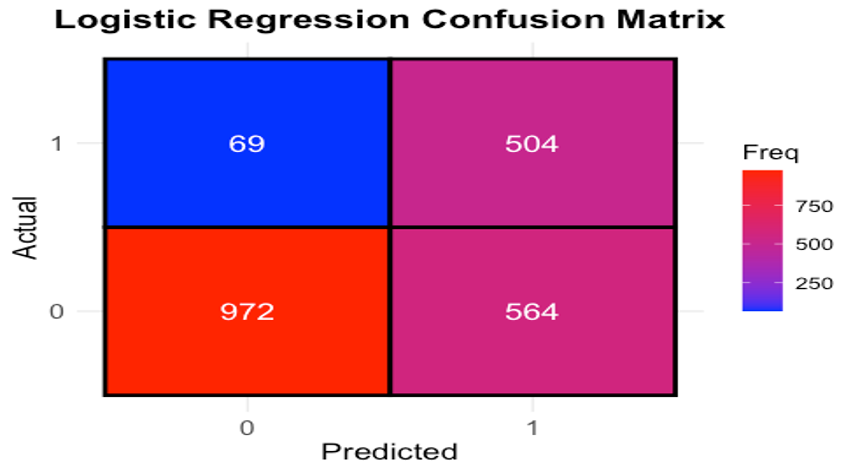 Logistic Regression Confusion Matrix
Actual
1
69
504
0
972
564
0
1
Predicted
Freq
750
500
250